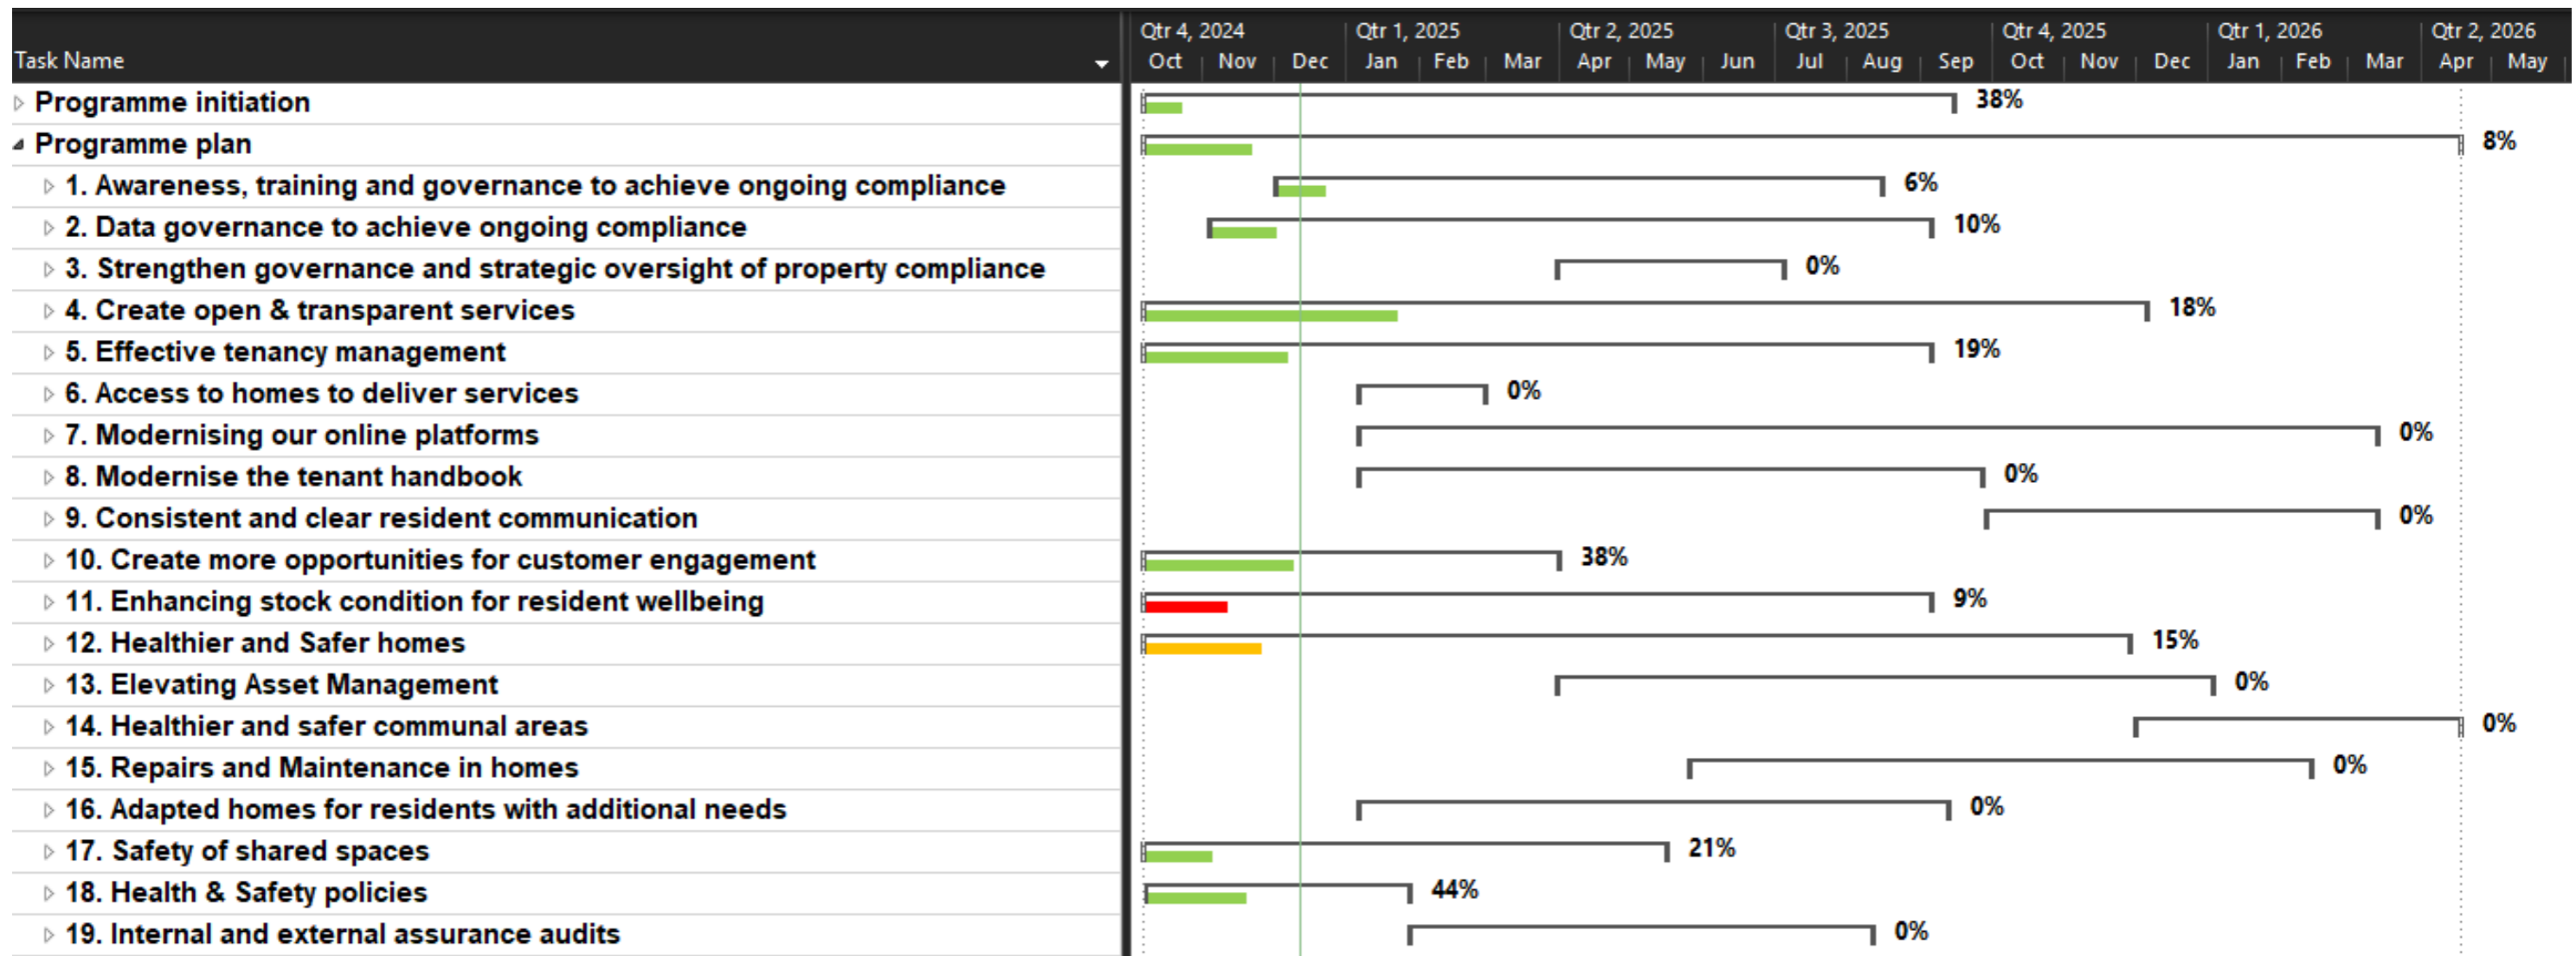 Qtr 4, 2024 Qtr 1, 2025 Qtr 2, 2025 Qtr 3, 2025 Qtr 4, 2025 Qtr 1, 2026 Qtr 2, 2026
Task Name Oct Nov Dec Jan Feb Mar Apr May Jun Jul Aug Sep Oct Nov Dec Jan Feb Mar Apr May
Programme initiation 38%
Programme plan 8%
1. Awareness, training and governance to achieve ongoing compliance 6%
2. Data governance to achieve ongoing compliance 10%
3. Strengthen governance and strategic oversight of property compliance 0%
4. Create open & transparent services 18%
5. Effective tenancy management 19%
6. Access to homes to deliver services 0%
7. Modernising our online platforms 0%
8. Modernise the tenant handbook 0%
9. Consistent and clear resident communication 0%
10. Create more opportunities for customer engagement 38%
11. Enhancing stock condition for resident wellbeing 9%
12. Healthier and Safer homes 15%
13. Elevating Asset Management 0%
14. Healthier and safer communal areas 0%
15. Repairs and Maintenance in homes 0%
16. Adapted homes for residents with additional needs 0%
17. Safety of shared spaces 21%
18. Health & Safety policies 44%
19. Internal and external assurance audits 0%